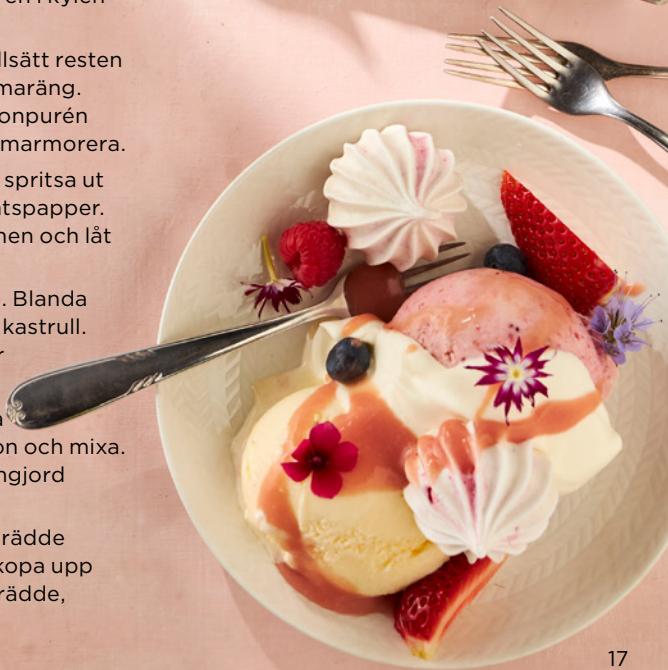 en i kylen
llsätt resten
maräng.
onpurén
marmorera.
spritsa ut
tspapper.
nen och låt
. Blanda
kastrull.
r
a
on och mixa.
ngjord
rädde
kopa upp
rädde,
17